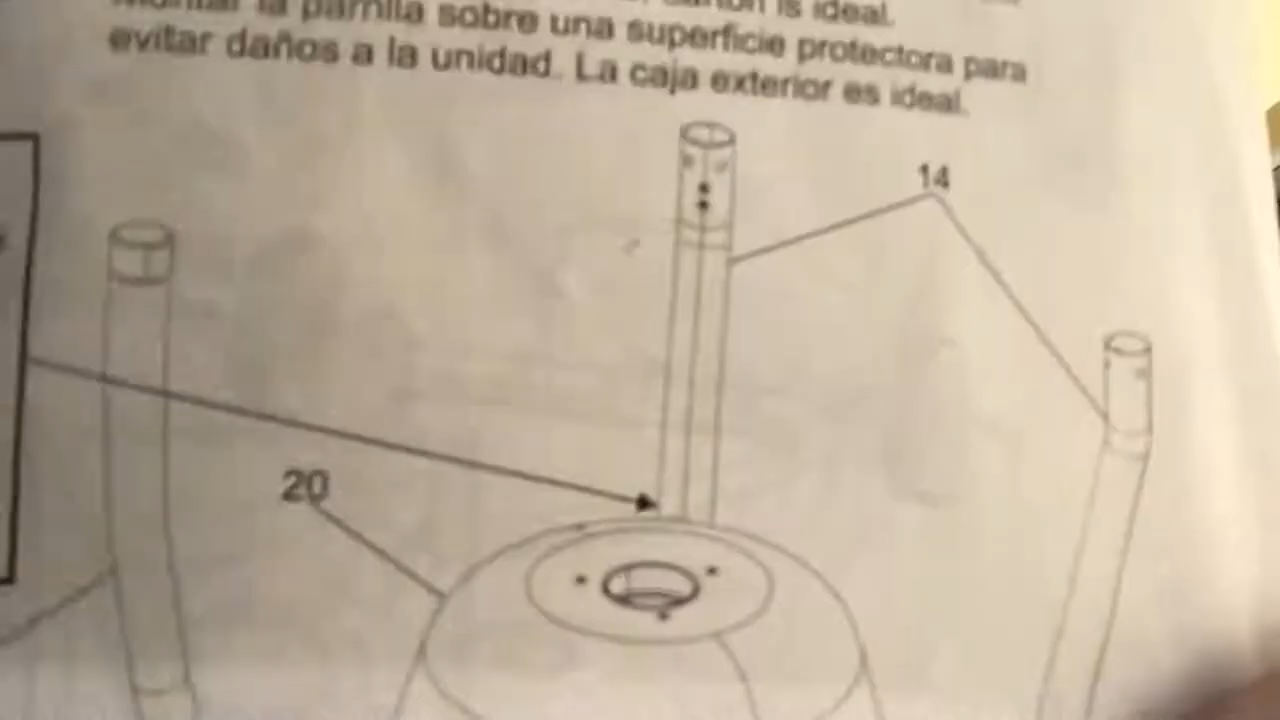 is ideal.
la parrilla sobre una superficie protectora para
evitar daños a la unidad. La caja exterior es ideal.
14
20